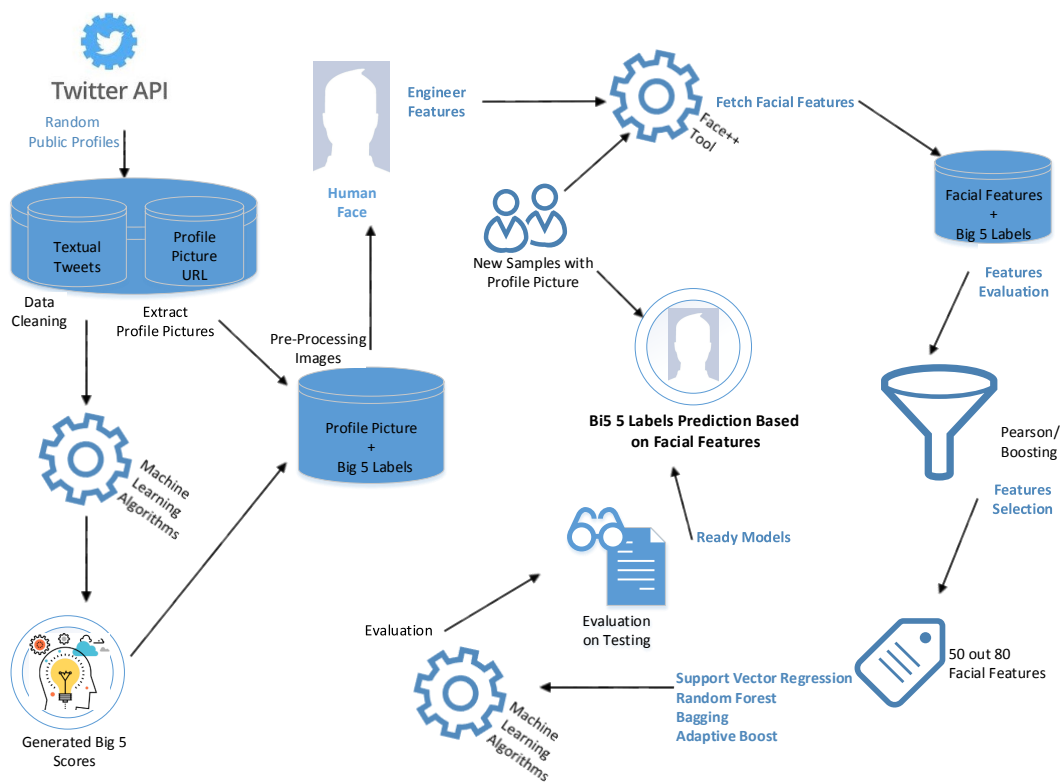 Twitter API
Random
Public Profiles
Textual
Tweets
Profile
Picture
URL
Data
Cleaning
Extract
Profile Pictures
Machine
Learning
Algorithms
Generated Big 5
Scores
Pre-Processing
Images
Profile Picture
+
Big 5 Labels
Human
Face
Engineer
Features
Face++
Tool
Fetch Facial Features
New Samples with
Profile Picture
Facial Features
+
Big 5 Labels
Features
Evaluation
Pearson/
Boosting
Features
Selection
50 out 80
Facial Features
Support Vector Regression
Random Forest
Bagging
Adaptive Boost
Machine
Learning
Algorithms
Evaluation
Evaluation
on Testing
Ready Models
Bi5 5 Labels Prediction Based
on Facial Features